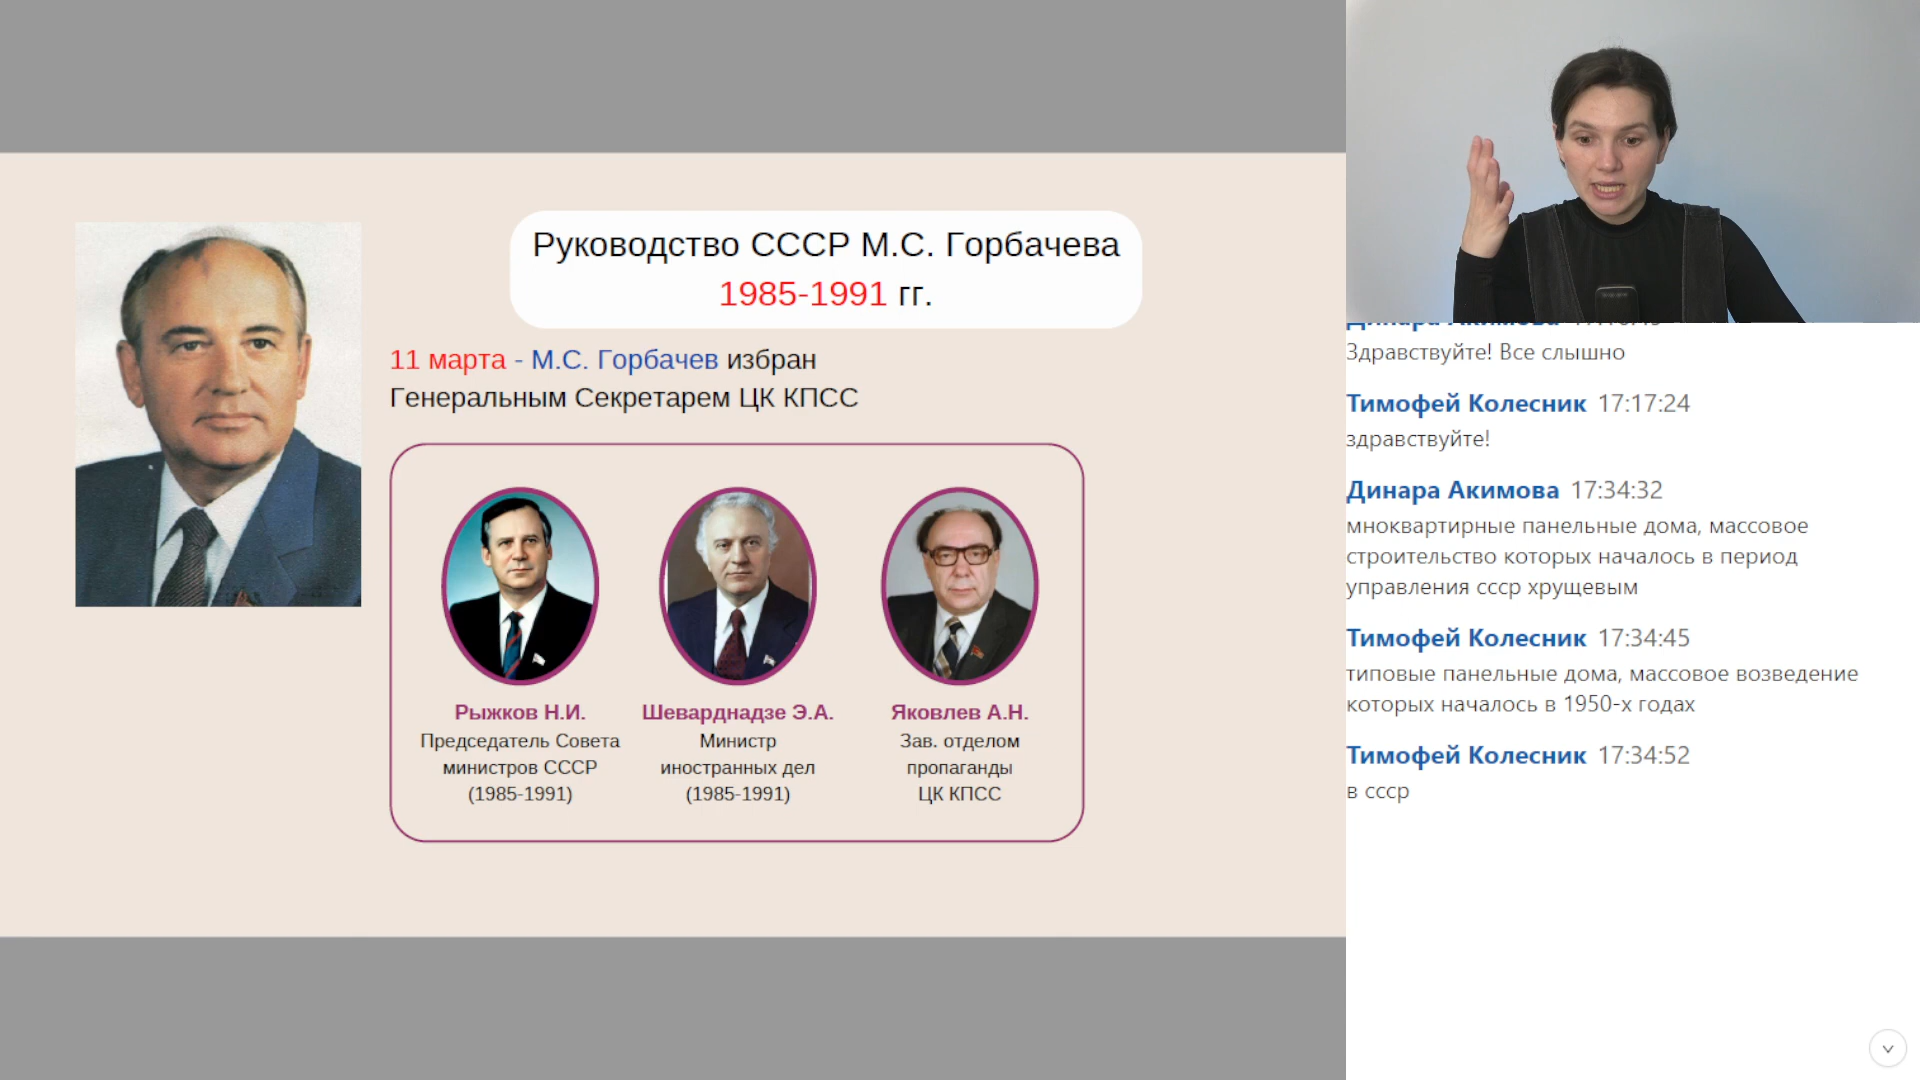 Руководство СССР М.С. Горбачева
1985-1991 гг.
11 марта - М.С. Горбачев избран
Генеральным Секретарем ЦК КПСС
Рыжков Н.И.
Председатель Совета
министров СССР
(1985-1991)
Шеварднадзе Э.А.
Министр
иностранных дел
(1985-1991)
Яковлев А.Н.
Зав. отделом
пропаганды
ЦК КПСС
Динара Акимова
Здравствуйте! Все слышно
Тимофей Колесник 17:17:24
здравствуйте!
Динара Акимова 17:34:32
мноквартирные панельные дома, массовое
строительство которых началось в период
управления ссср хрущевым
Тимофей Колесник 17:34:45
типовые панельные дома, массовое возведение
которых началось в 1950-х годах
Тимофей Колесник 17:34:52
в ссср